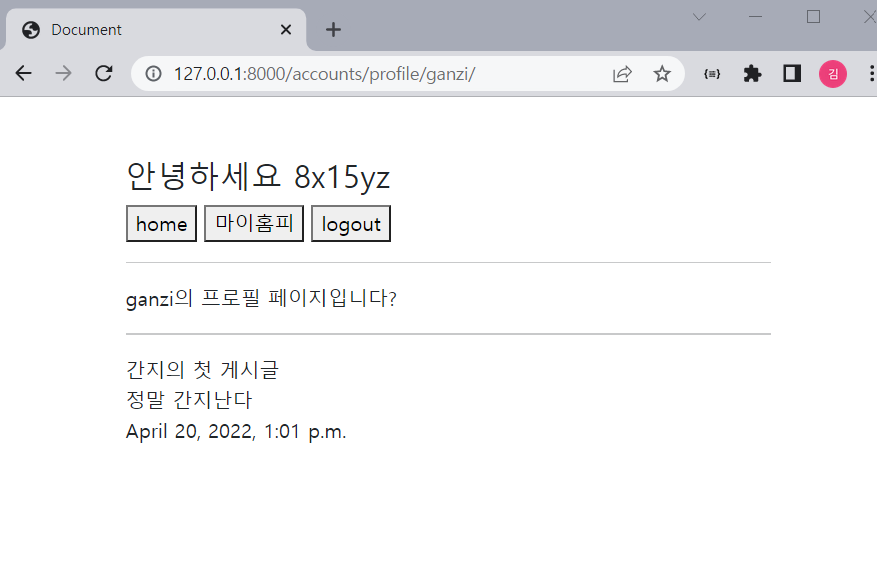 Document
127.0.0.1:8000/accounts/profile/ganzi/
김
안녕하세요 8x15yz
home 마이홈피 logout
ganzi의 프로필 페이지입니다?
간지의 첫 게시글
정말 간지난다
April 20, 2022, 1:01 p.m.